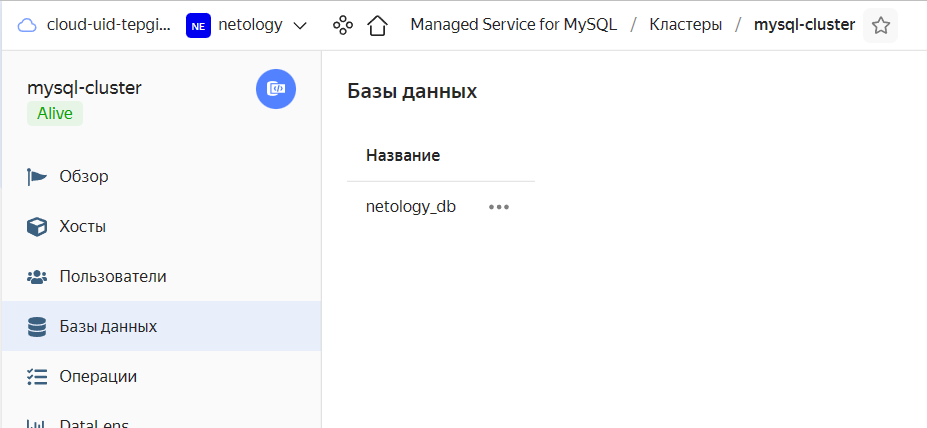 cloud-uid-tepgi... NE netology Managed Service for MySQL / Кластеры / mysql-cluster
mysql-cluster
Alive
Обзор
Хосты
Пользователи
Базы данных
Операции
DataLens
Базы данных
Название
netology_db